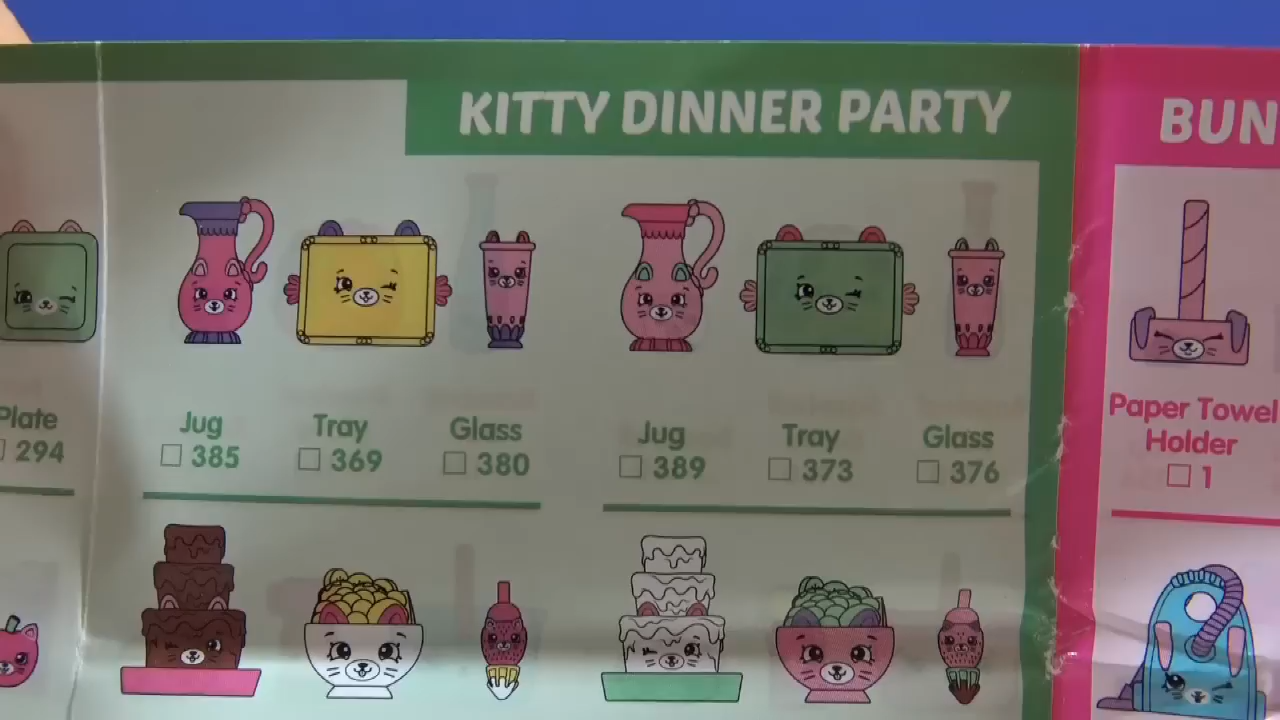 KITTY DINNER PARTY
BUN
Plate
294
Jug
385
Tray
369
Glass
380
Jug
389
Tray
373
Glass
376
Paper Towel
Holder
1